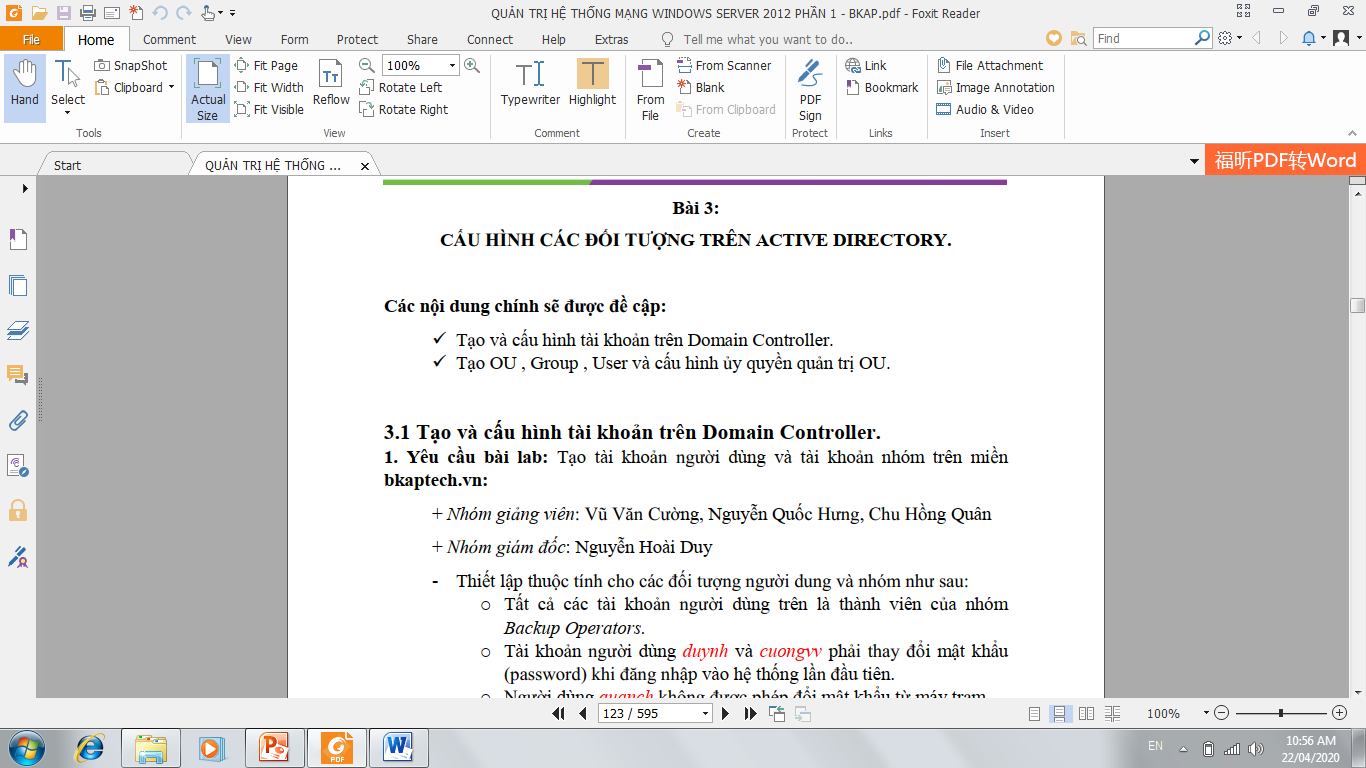 QUẢN TRỊ HỆ THỐNG MẠNG WINDOWS SERVER 2012 PHẦN 1 - BKAP.pdf - Foxit Reader
File Home Comment View Form Protect Share Connect Help Extras Tell me what you want to do.. Find
Hand
Select
SnapShot
Clipboard
Tools
Actual Size
Fit Page
Fit Width
Fit Visible
Reflow
100%
Rotate Left
Rotate Right
View
Typewriter
Highlight
Comment
From File
From Scanner
Blank
From Clipboard
Create
PDF Sign
Protect
Link
Bookmark
Links
File Attachment
Image Annotation
Audio & Video
Insert
Start
QUẢN TRỊ HỆ THỐNG ...
福昕PDF转Word
Bài 3:
CẤU HÌNH CÁC ĐỐI TƯỢNG TRÊN ACTIVE DIRECTORY.
Các nội dung chính sẽ được đề cập:
✓ Tạo và cấu hình tài khoản trên Domain Controller.
✓ Tạo OU , Group , User và cấu hình ủy quyền quản trị OU.
3.1 Tạo và cấu hình tài khoản trên Domain Controller.
1. Yêu cầu bài lab: Tạo tài khoản người dùng và tài khoản nhóm trên miền
bkaptech.vn:
+ Nhóm giảng viên: Vũ Văn Cường, Nguyễn Quốc Hưng, Chu Hồng Quân
+ Nhóm giám đốc: Nguyễn Hoài Duy
- Thiết lập thuộc tính cho các đối tượng người dung và nhóm như sau:
o Tất cả các tài khoản người dùng trên là thành viên của nhóm
Backup Operators.
o Tài khoản người dùng duynh và cuongvv phải thay đổi mật khẩu
(password) khi đăng nhập vào hệ thống lần đầu tiên.
o Người dùng quanch không được phép đổi mật khẩu từ máy trạm
123 / 595
100%
EN
10:56 AM
22/04/2020